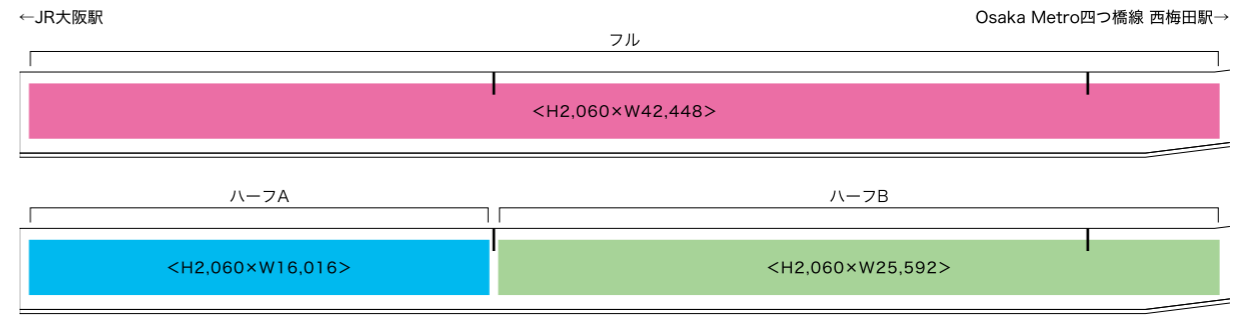 ←JR大阪駅
Osaka Metro四つ橋線 西梅田駅→
フル
<H2,060×W42,448>
ハーフA
ハーフB
<H2,060×W16,016>
<H2,060×W25,592>